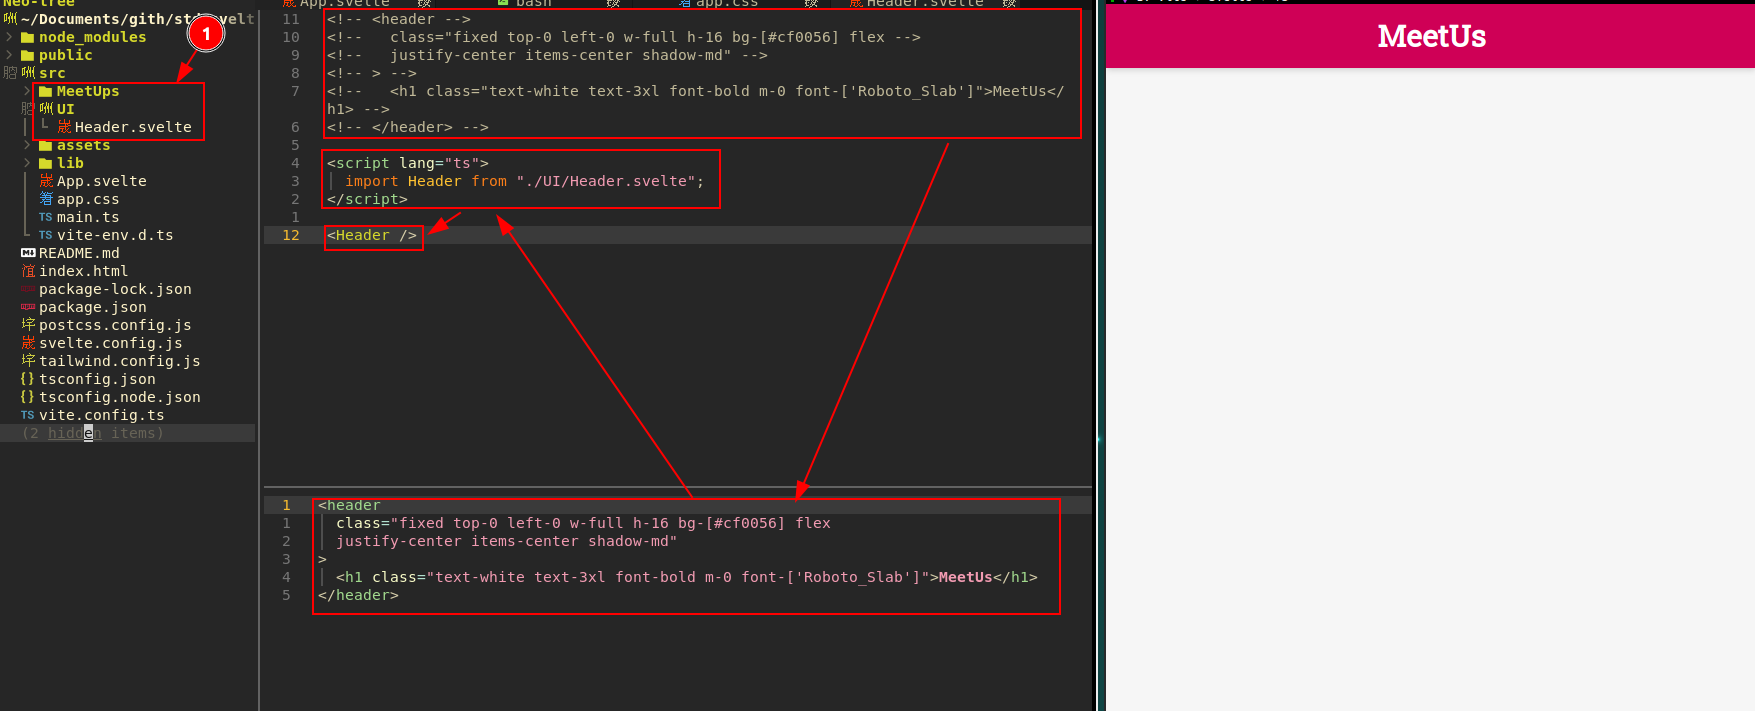 Neo-tree
~/Documents/gith/st
velt
1
node_modules
public
src
MeetUps
UI
Header.svelte
assets
lib
App.svelte
app.css
TS main.ts
TS vite-env.d.ts
README.md
index.html
package-lock.json
package.json
postcss.config.js
svelte.config.js
tailwind.config.js
{} tsconfig.json
{} tsconfig.node.json
TS vite.config.ts
(2 hidden items)
App.svelte
bash
app.css
Header.svelte
11 <!-- <header -->
10 <!--   class="fixed top-0 left-0 w-full h-16 bg-[#cf0056] flex -->
9 <!--   justify-center items-center shadow-md" -->
8 <!-- > -->
7 <!--   <h1 class="text-white text-3xl font-bold m-0 font-['Roboto_Slab']">MeetUs</
h1> -->
6 <!-- </header> -->
5
4 <script lang="ts">
3   import Header from "./UI/Header.svelte";
2 </script>
1
12 <Header />
1 <header
1   class="fixed top-0 left-0 w-full h-16 bg-[#cf0056] flex
2   justify-center items-center shadow-md"
3 >
4   <h1 class="text-white text-3xl font-bold m-0 font-['Roboto_Slab']">MeetUs</h1>
5 </header>
MeetUs